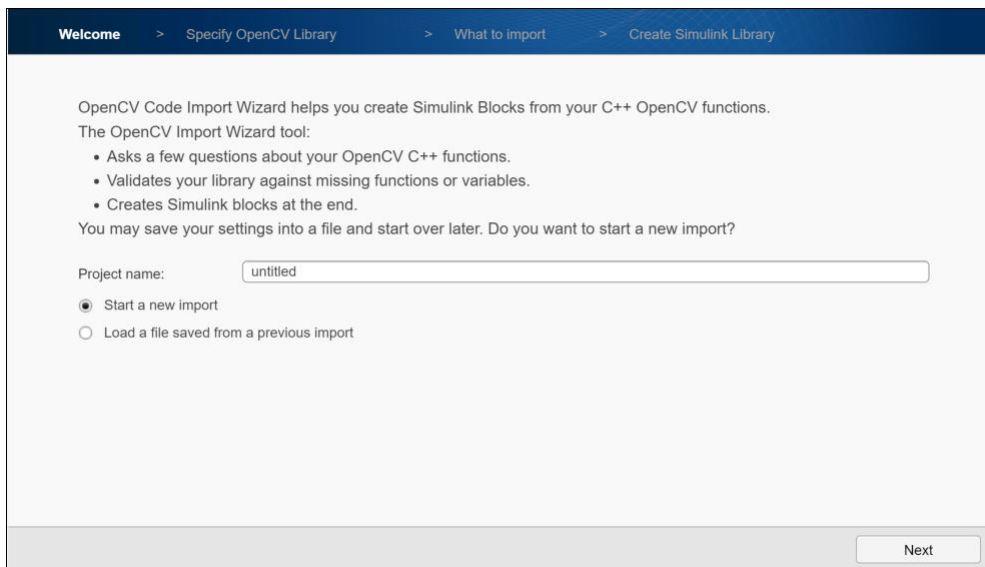 Welcome > Specify OpenCV Library > What to import > Create Simulink Library
OpenCV Code Import Wizard helps you create Simulink Blocks from your C++ OpenCV functions.
The OpenCV Import Wizard tool:
• Asks a few questions about your OpenCV C++ functions.
• Validates your library against missing functions or variables.
• Creates Simulink blocks at the end.
You may save your settings into a file and start over later. Do you want to start a new import?
Project name: untitled
Start a new import
Load a file saved from a previous import
Next